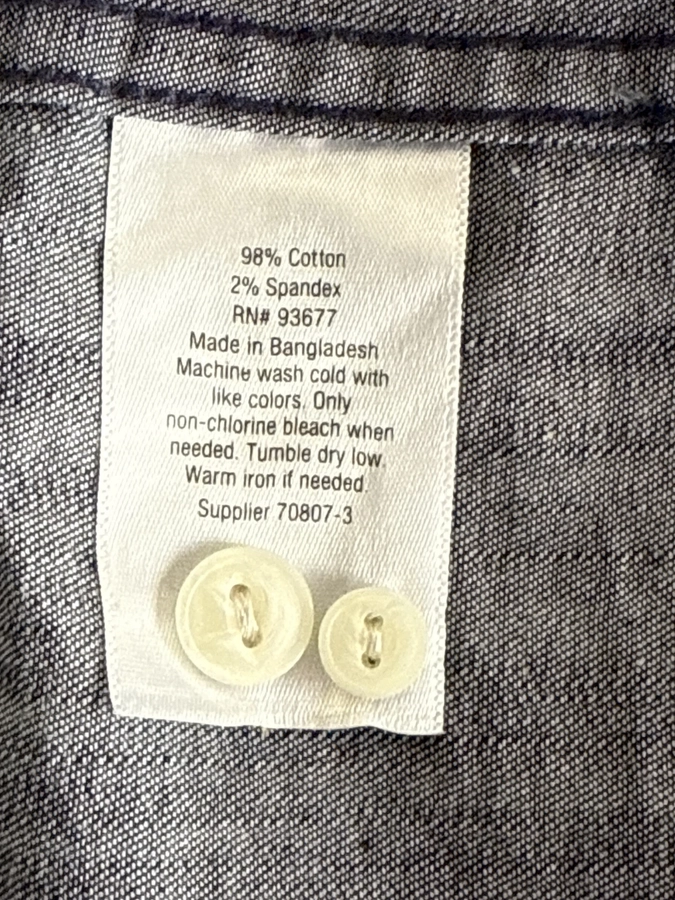 98% Cotton
2% Spandex
RN# 93677
Made in Bangladesh
Machine wash cold with
like colors. Only
non-chlorine bleach when
needed. Tumble dry low.
Warm iron if needed.
Supplier 70807-3